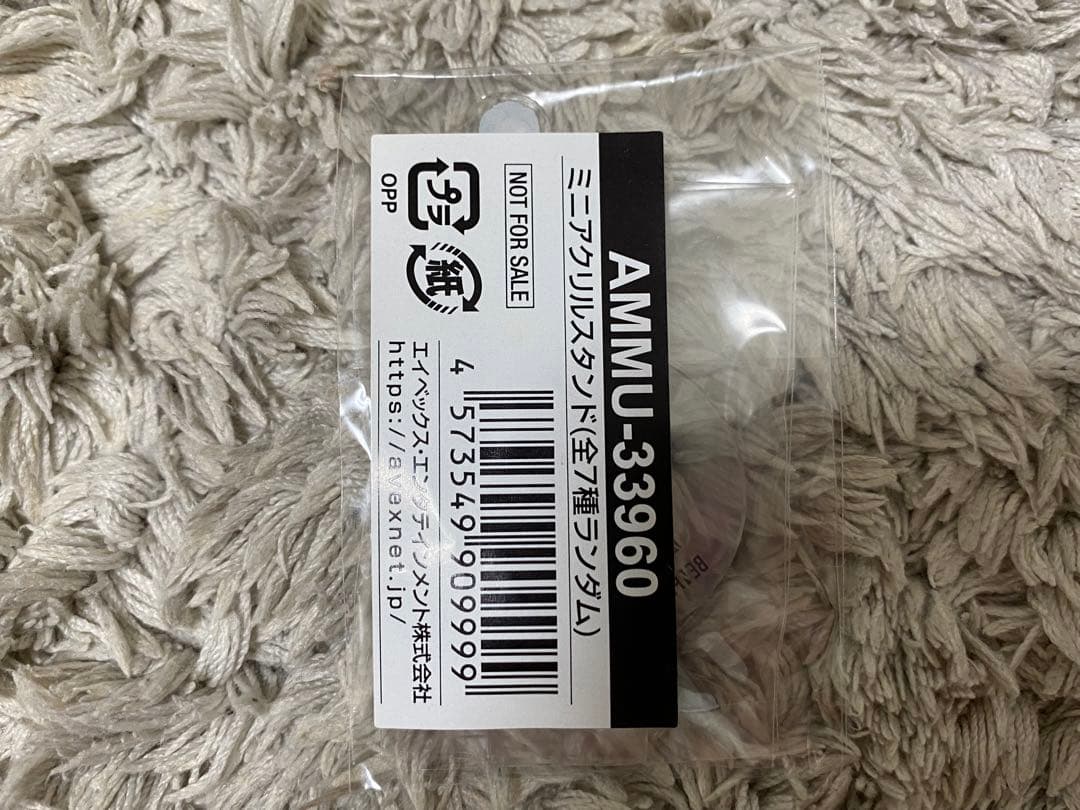 AMMU-33960
ミニアクリルスタンド(全7種ランダム)
NOT FOR SALE
プラ
紙
OPP
4 573549 909999
エイベックス・エンタテインメント株式会社
https://avexnet.jp/